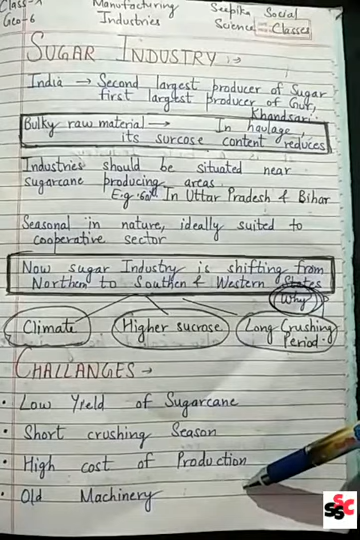 Class-X Manufacturing Deepika Social
Geo-6 Industries Science Classes
SUGAR INDUSTRY :→
India → Second largest producer of Sugar
first largest producer of Gur,
Khandsari
Bulky raw material → In haulage,
its surcose content reduces
Industries should be situated near
sugarcane producing areas.
E.g. 60% In Uttar Pradesh & Bihar
Seasonal in nature, ideally suited to
cooperative sector
Now sugar Industry is shifting from
Northen to Southen & Western States
Why
Climate Higher sucrose Long Crushing
Period.
CHALLANGES →
• Low Yield of Sugarcane
• Short crushing Season
• High cost of Production
• Old Machinery
SSC